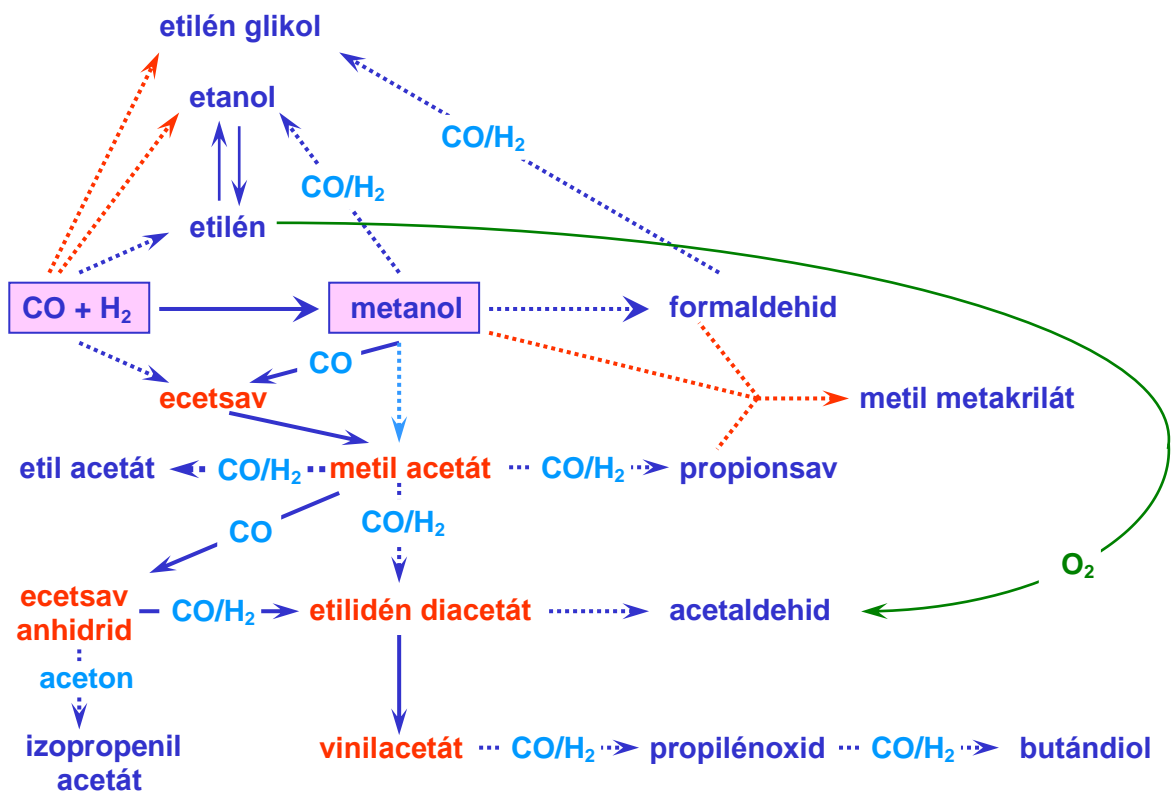 etilén glikol
etanol
CO/H₂
CO/H₂
etilén
CO + H₂
metanol
formaldehid
CO
ecetsav
metil metakrilát
etil acetát
CO/H₂
metil acetát
CO/H₂
propionsav
CO
CO/H₂
O₂
ecetsav
anhidrid
CO/H₂
etilidén diacetát
acetaldehid
aceton
izopropenil
acetát
vinilacetát
CO/H₂
propilénoxid
CO/H₂
butándiol